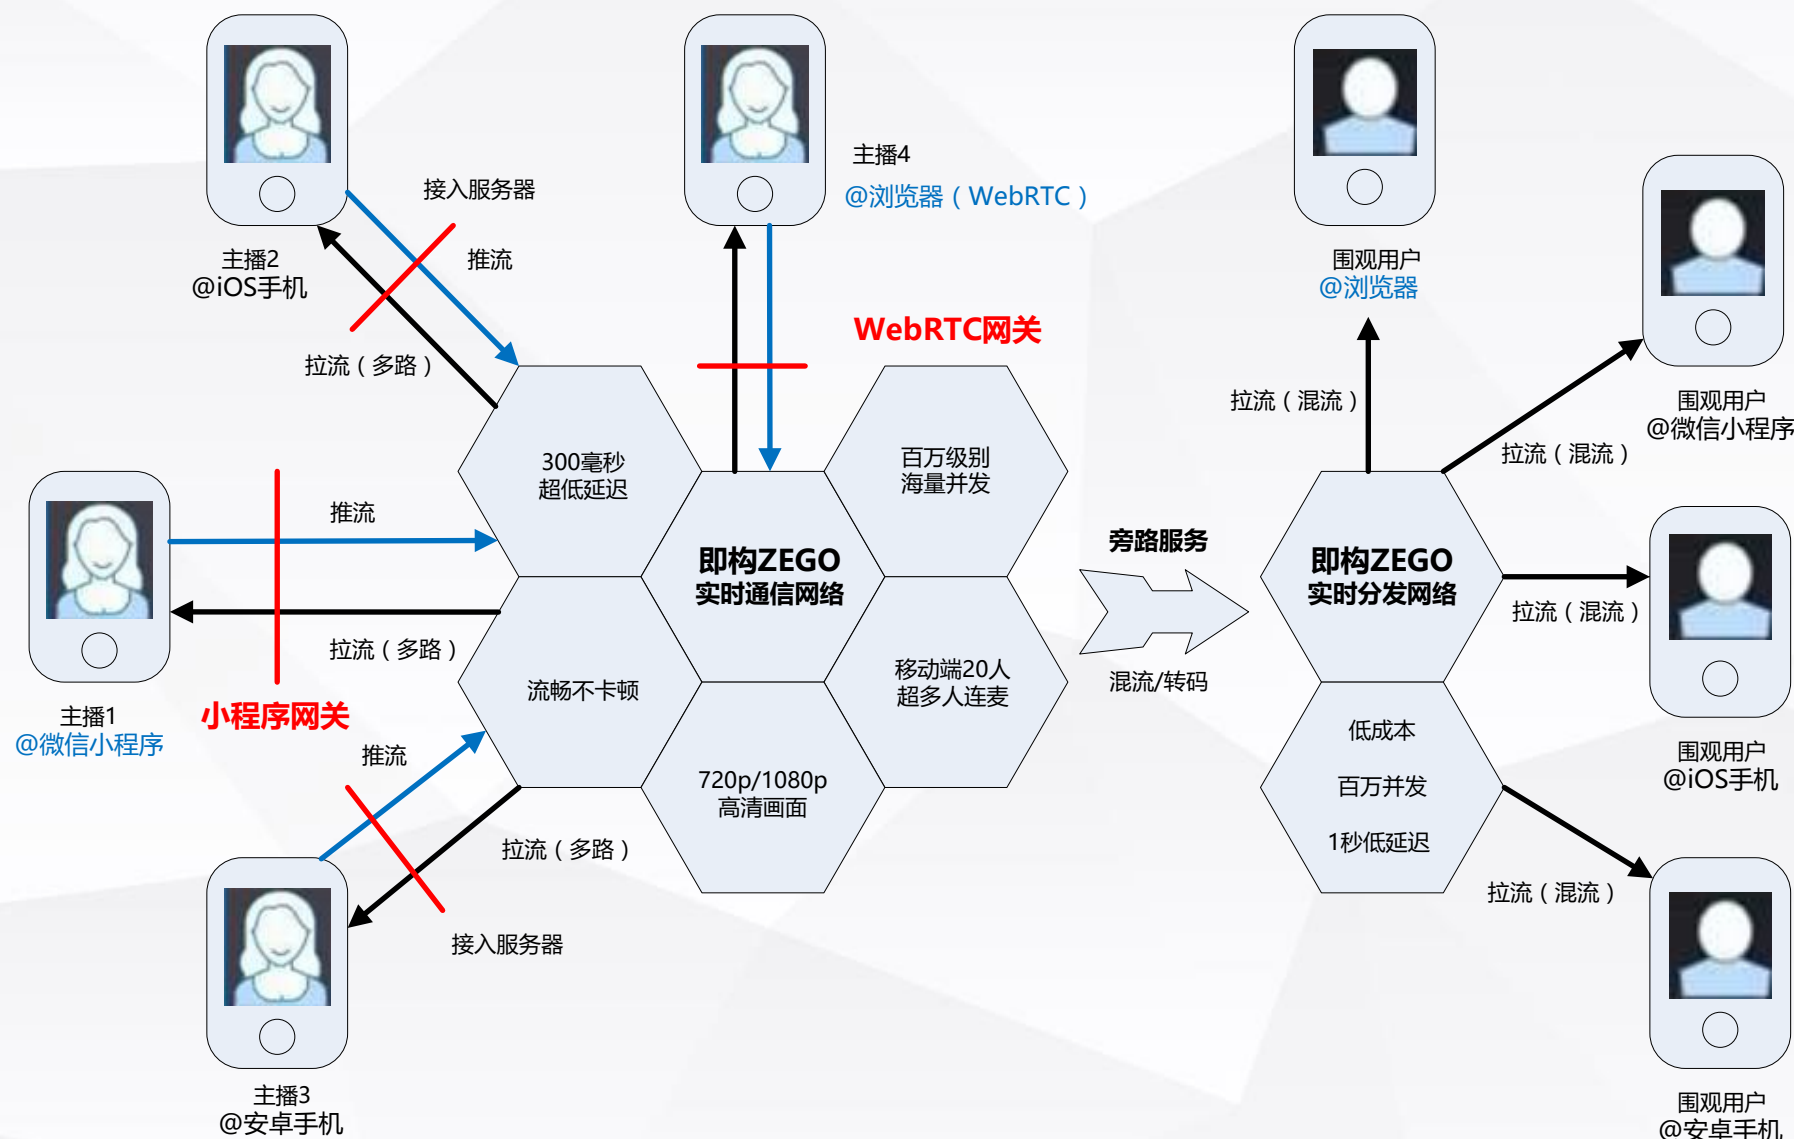 主播4
@浏览器（WebRTC）
接入服务器
推流
主播2
@iOS手机
拉流（多路）
WebRTC网关
围观用户
@浏览器
拉流（混流）
围观用户
@微信小程序
拉流（混流）
300毫秒
超低延迟
百万级别
海量并发
推流
即构ZEGO
实时通信网络
旁路服务
即构ZEGO
实时分发网络
拉流（混流）
拉流（多路）
流畅不卡顿
移动端20人
超多人连麦
混流/转码
主播1
@微信小程序
小程序网关
推流
720p/1080p
高清画面
低成本
百万并发
1秒低延迟
围观用户
@iOS手机
拉流（多路）
拉流（混流）
接入服务器
主播3
@安卓手机
围观用户
@安卓手机